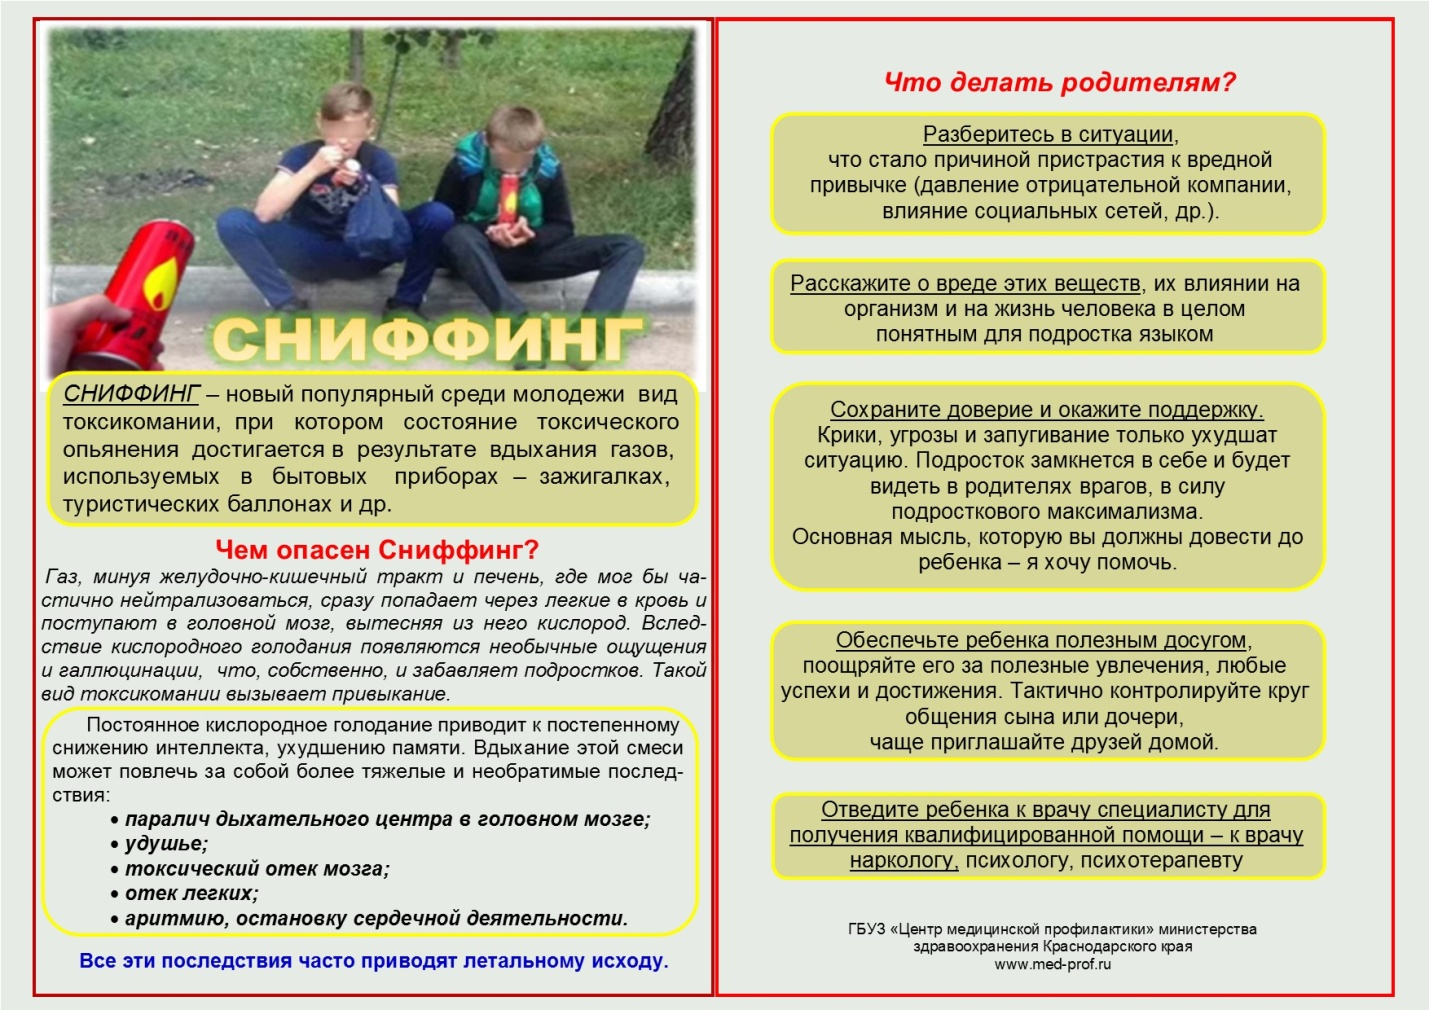 СНИФФИНГ
СНИФФИНГ – новый популярный среди молодежи вид
токсикомании, при котором состояние токсического
опьянения достигается в результате вдыхания газов,
используемых в бытовых приборах – зажигалках,
туристических баллонах и др.
Чем опасен Сниффинг?
Газ, минуя желудочно-кишечный тракт и печень, где мог бы ча-
стично нейтрализоваться, сразу попадает через легкие в кровь и
поступают в головной мозг, вытесняя из него кислород. Вслед-
ствие кислородного голодания появляются необычные ощущения
и галлюцинации, что, собственно, и забавляет подростков. Такой
вид токсикомании вызывает привыкание.
Постоянное кислородное голодание приводит к постепенному
снижению интеллекта, ухудшению памяти. Вдыхание этой смеси
может повлечь за собой более тяжелые и необратимые послед-
ствия:
• паралич дыхательного центра в головном мозге;
• удушье;
• токсический отек мозга;
• отек легких;
• аритмию, остановку сердечной деятельности.
Все эти последствия часто приводят летальному исходу.
Что делать родителям?
Разберитесь в ситуации,
что стало причиной пристрастия к вредной
привычке (давление отрицательной компании,
влияние социальных сетей, др.).
Расскажите о вреде этих веществ, их влиянии на
организм и на жизнь человека в целом
понятным для подростка языком
Сохраните доверие и окажите поддержку.
Крики, угрозы и запугивание только ухудшат
ситуацию. Подросток замкнется в себе и будет
видеть в родителях врагов, в силу
подросткового максимализма.
Основная мысль, которую вы должны довести до
ребенка – я хочу помочь.
Обеспечьте ребенка полезным досугом,
поощряйте его за полезные увлечения, любые
успехи и достижения. Тактично контролируйте круг
общения сына или дочери,
чаще приглашайте друзей домой.
Отведите ребенка к врачу специалисту для
получения квалифицированной помощи – к врачу
наркологу, психологу, психотерапевту
ГБУЗ «Центр медицинской профилактики» министерства
здравоохранения Краснодарского края
www.med-prof.ru